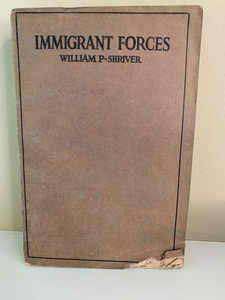 IMMIGRANT FORCES
WILLIAM P. SHRIVER